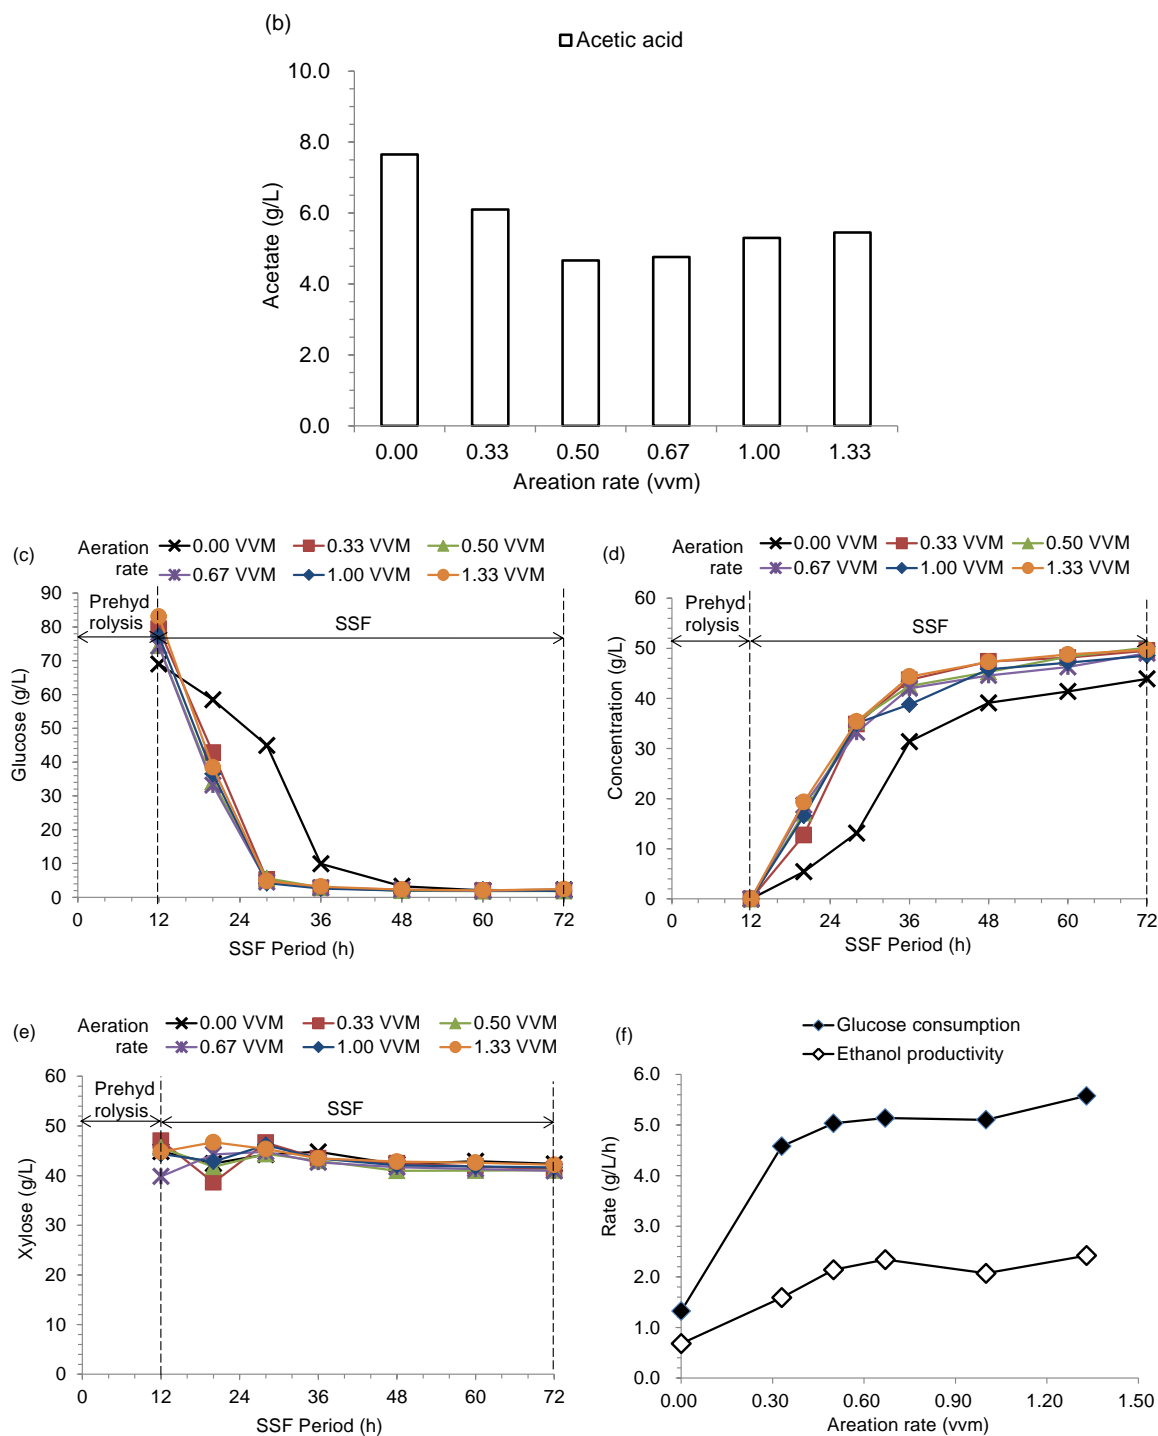 (b)
Acetic acid
10.0
8.0
6.0
4.0
2.0
0.0
Acetate (g/L)
0.00 0.33 0.50 0.67 1.00 1.33
Areation rate (vvm)
(c)
Aeration rate
0.00 VVM 0.33 VVM 0.50 VVM
0.67 VVM 1.00 VVM 1.33 VVM
90
80
70
60
50
40
30
20
10
0
Glucose (g/L)
Prehyd
rolysis
SSF
0 12 24 36 48 60 72
SSF Period (h)
(d)
Aeration rate
0.00 VVM 0.33 VVM 0.50 VVM
0.67 VVM 1.00 VVM 1.33 VVM
60
50
40
30
20
10
0
Concentration (g/L)
Prehyd
rolysis
SSF
0 12 24 36 48 60 72
SSF Period (h)
(e)
Aeration rate
0.00 VVM 0.33 VVM 0.50 VVM
0.67 VVM 1.00 VVM 1.33 VVM
60
50
40
30
20
10
0
Xylose (g/L)
Prehyd
rolysis
SSF
0 12 24 36 48 60 72
SSF Period (h)
(f)
Glucose consumption
Ethanol productivity
6.0
5.0
4.0
3.0
2.0
1.0
0.0
Rate (g/L/h)
0.00 0.30 0.60 0.90 1.20 1.50
Areation rate (vvm)